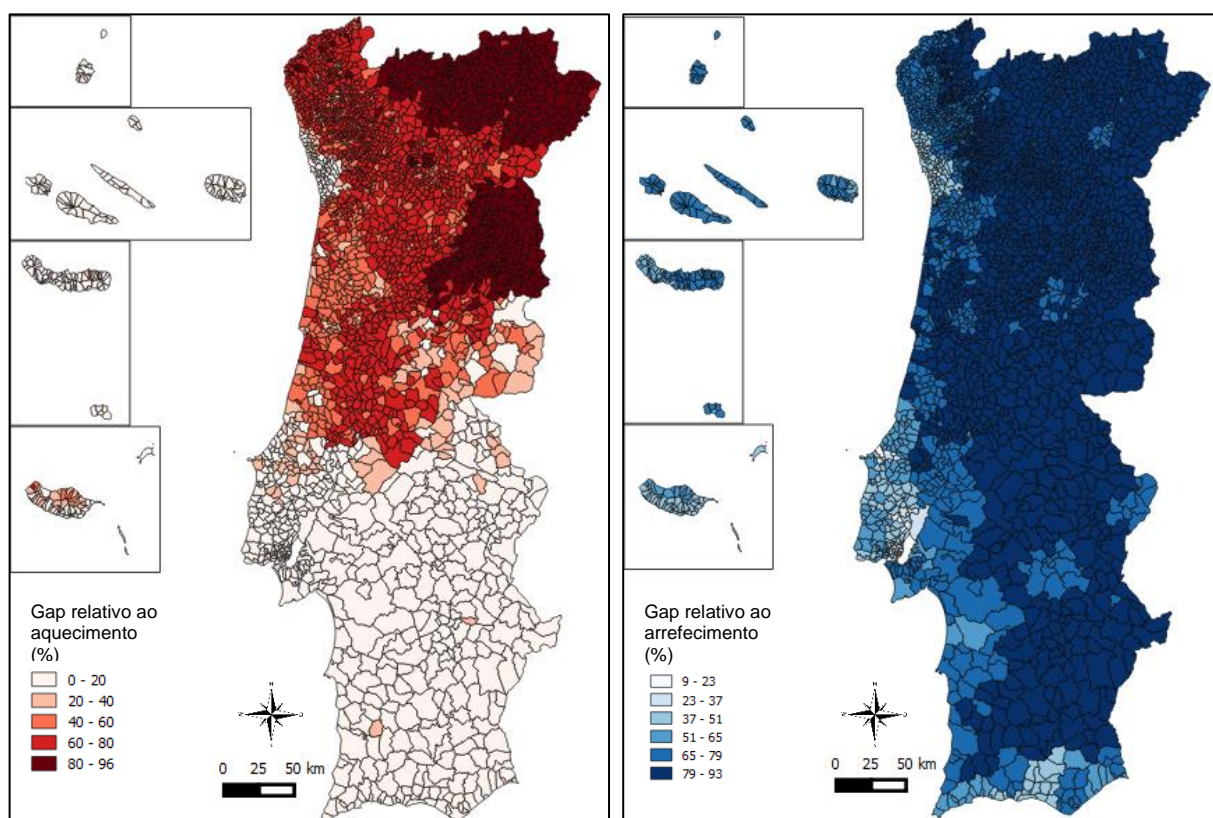 Gap relativo ao
aquecimento
(%)
0 - 20
20 - 40
40 - 60
60 - 80
80 - 96
N
0 25 50 km
Gap relativo ao
arrefecimento
(%)
9 - 23
23 - 37
37 - 51
51 - 65
65 - 79
79 - 93
N
0 25 50 km